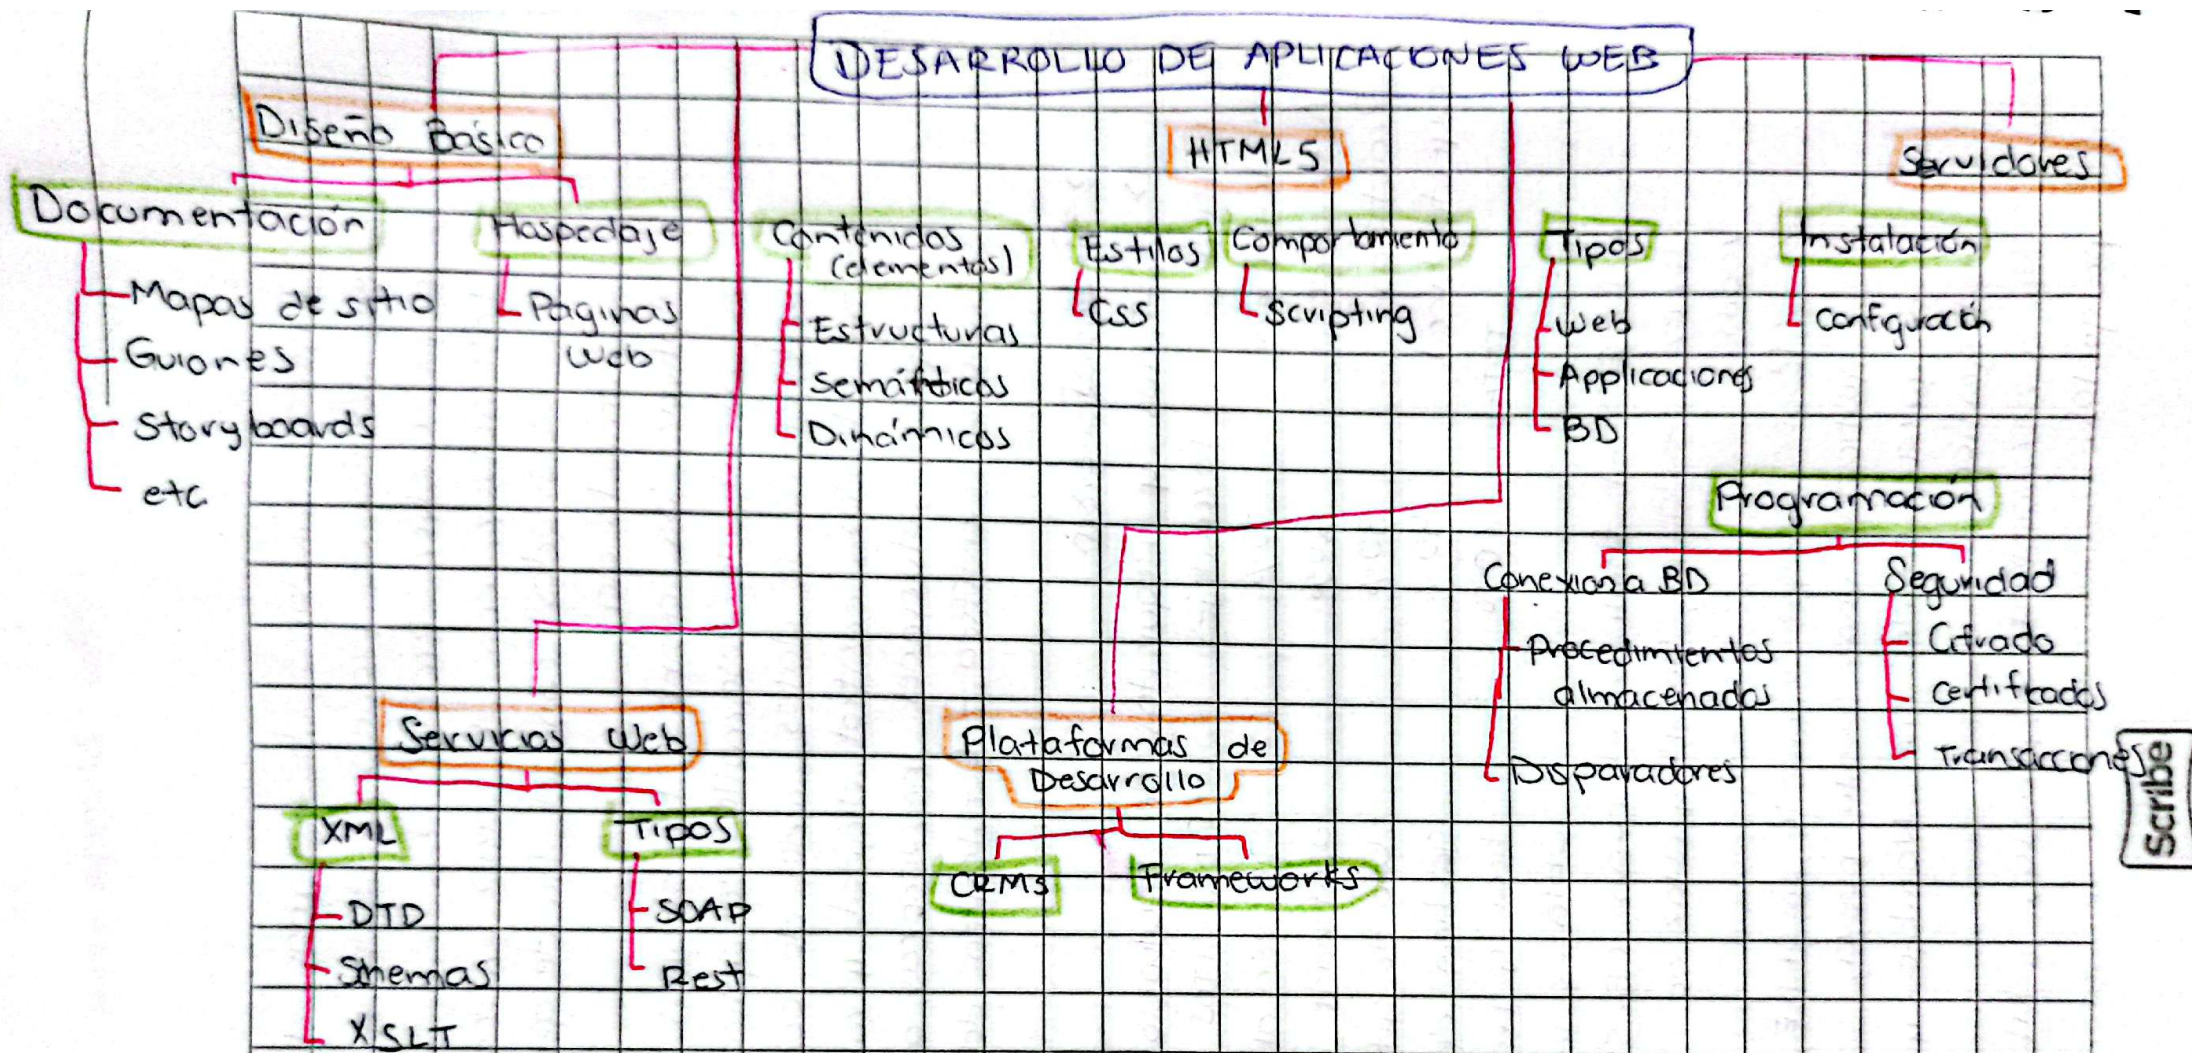 DESARROLLO DE APLICACIONES WEB
Diseño Básico
HTML5
Servidores
Documentación
Mapas de sitio
Guiones
Storyboards
etc
Hospedaje
Páginas
Web
Contenidos
(elementos)
Estructuras
Semánticos
Dinámicos
Estilos
CSS
Comportamiento
Scripting
Tipos
Web
Applicaciones
BD
Instalación
Configuración
Programación
Conexion a BD
Procedimientos
almacenados
Disparadores
Seguridad
Cifrado
Certificados
Transacciones
Servicios Web
XML
DTD
Schemas
XSLT
Tipos
SOAP
Rest
Plataformas de
Desarrollo
CRMs
Frameworks
Scribe